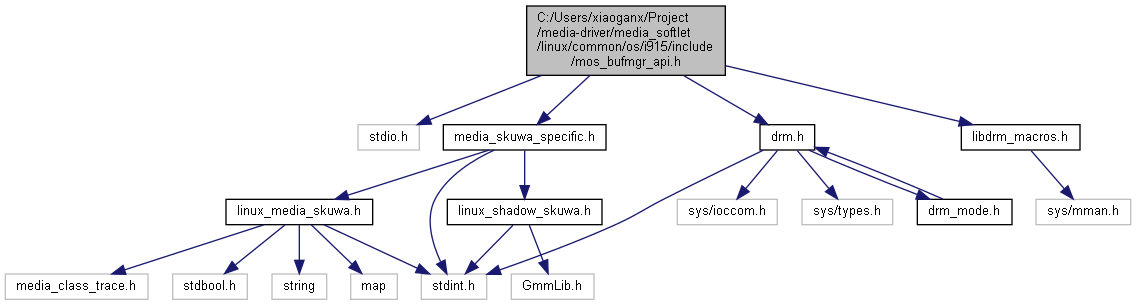 C:/Users/xiaoganx/Project
/media-driver/media_softlet
/linux/common/os/i915/include
/mos_bufmgr_api.h
stdio.h
media_skuwa_specific.h
drm.h
libdrm_macros.h
linux_media_skuwa.h
linux_shadow_skuwa.h
sys/ioccom.h
sys/types.h
drm_mode.h
sys/mman.h
media_class_trace.h
stdbool.h
string
map
stdint.h
GmmLib.h